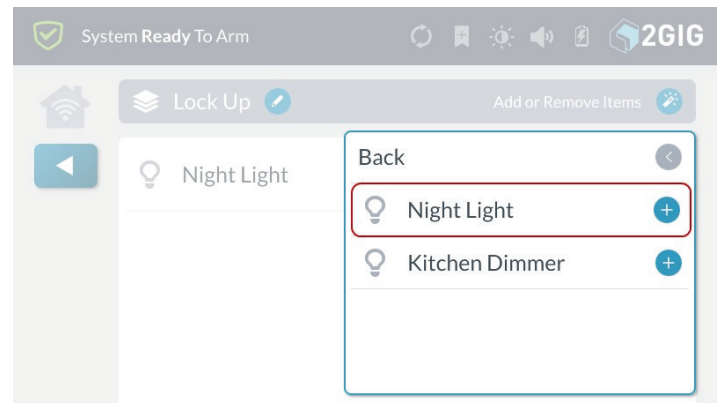 System Ready To Arm
2GIG
Lock Up
Add or Remove Items
Night Light
Back
Night Light
Kitchen Dimmer